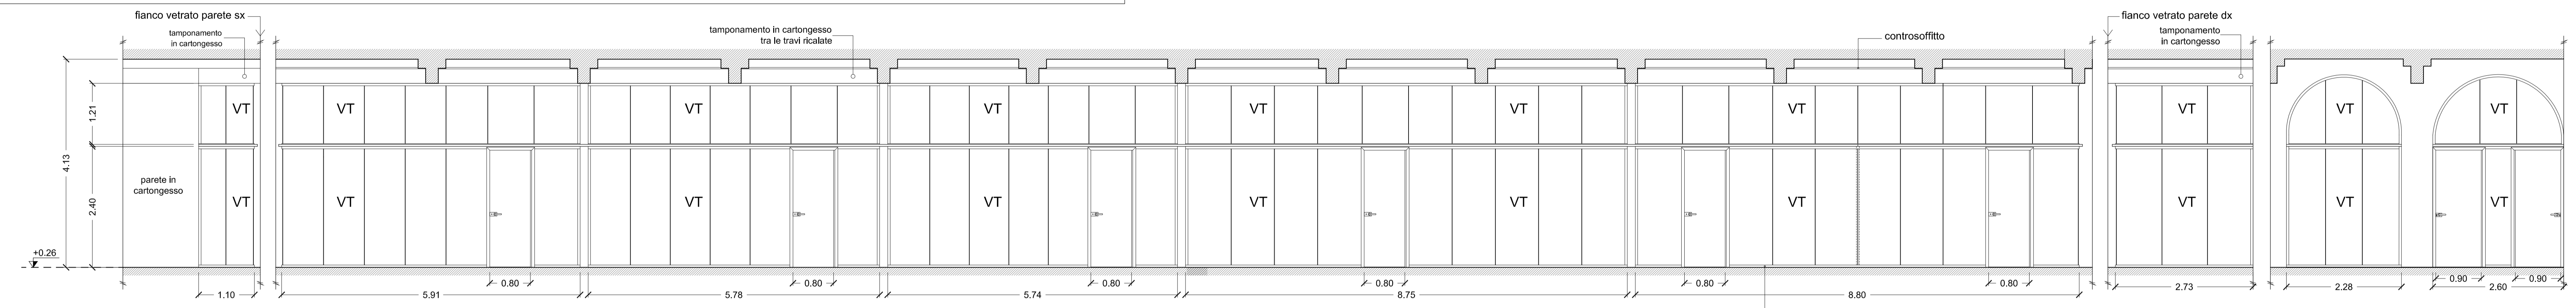 fianco vetrato parete sx
tamponamento
in cartongesso
tamponamento in cartongesso
tra le travi ricalate
controsoffitto
fianco vetrato parete dx
tamponamento
in cartongesso
VT
VT
VT
VT
VT
VT
VT
VT
VT
VT
1.21
4.13
2.40
parete in
cartongesso
VT
VT
VT
VT
VT
VT
VT
VT
VT
VT
+0.26
0.80
0.80
0.80
0.80
0.80
0.80
0.90
0.90
1.10
5.91
5.78
5.74
8.75
8.80
2.73
2.28
2.60